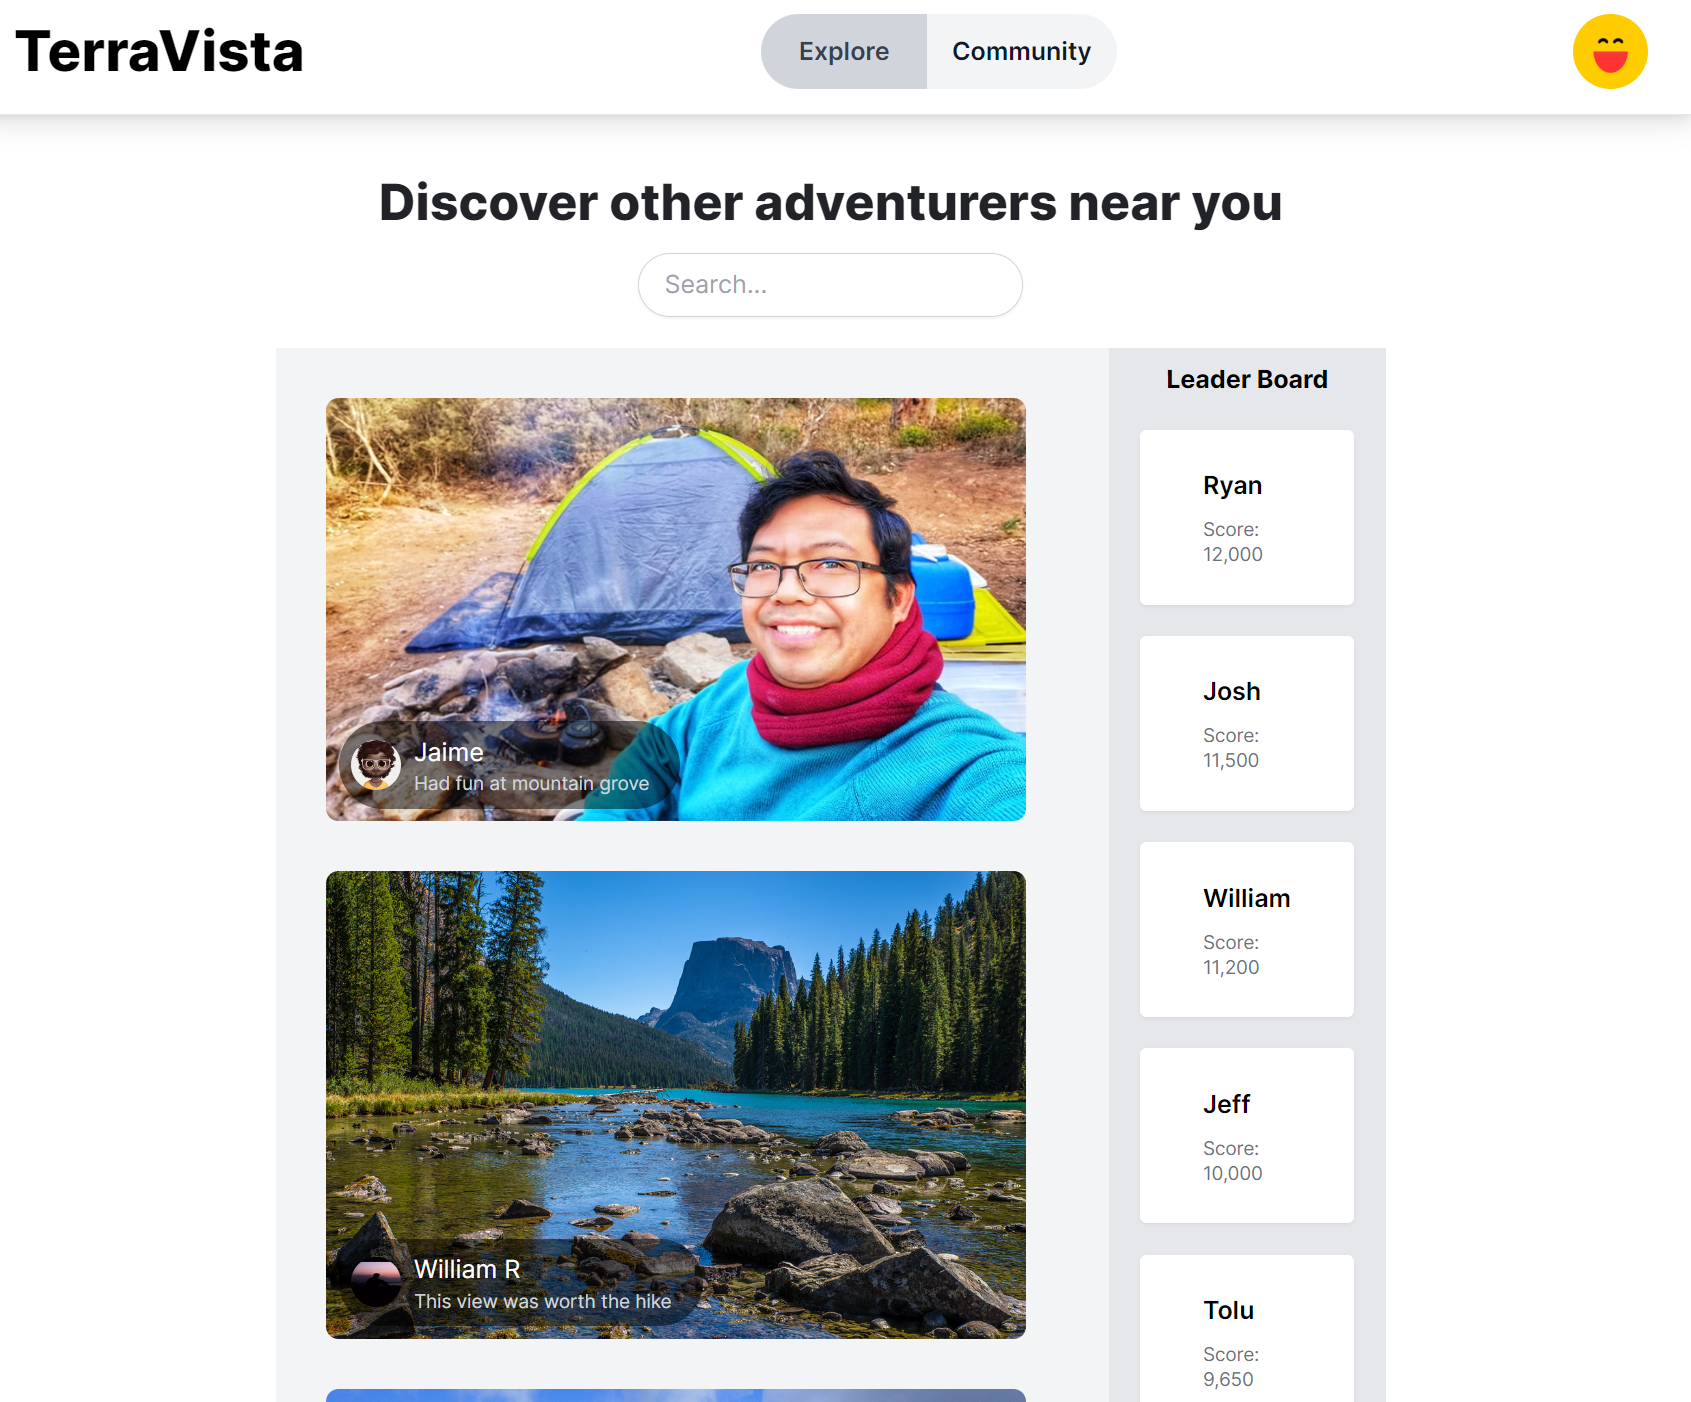 TerraVista
Explore
Community
Discover other adventurers near you
Search...
Jaime
Had fun at mountain grove
William R
This view was worth the hike
Leader Board
Ryan
Score:
12,000
Josh
Score:
11,500
William
Score:
11,200
Jeff
Score:
10,000
Tolu
Score:
9,650